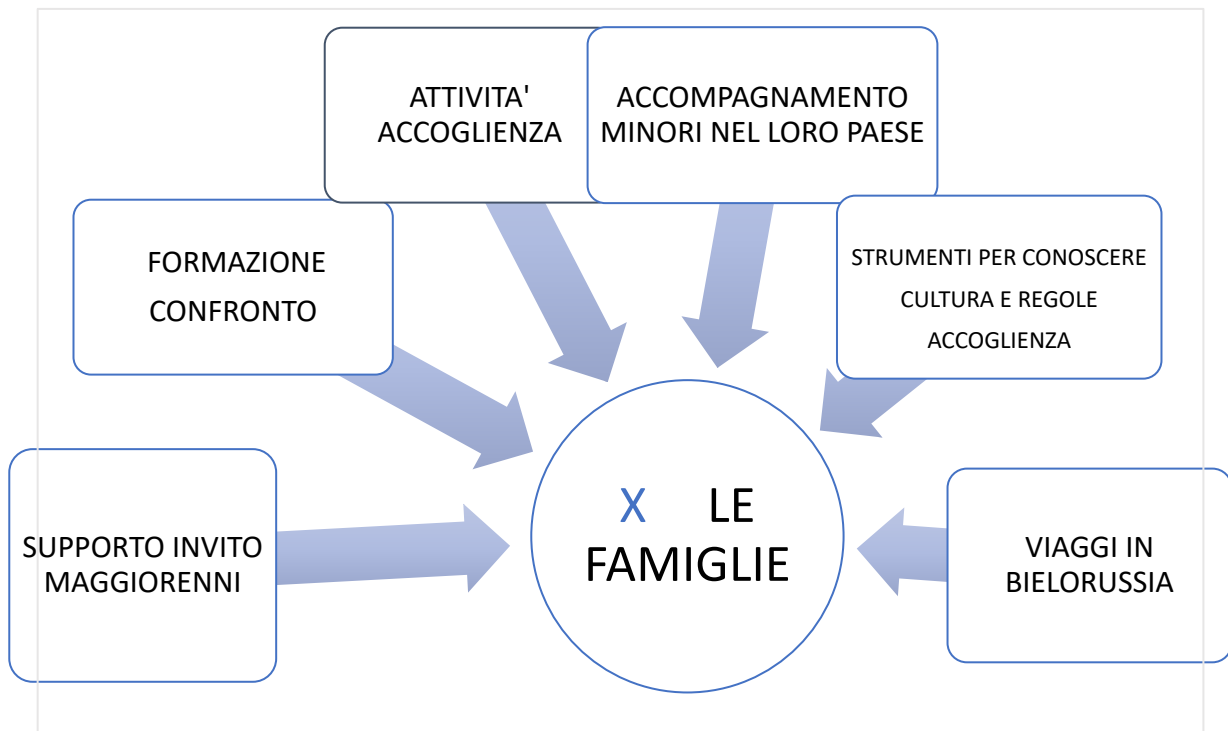 ATTIVITA'
ACCOGLIENZA
ACCOMPAGNAMENTO
MINORI NEL LORO PAESE
FORMAZIONE
CONFRONTO
STRUMENTI PER CONOSCERE
CULTURA E REGOLE
ACCOGLIENZA
SUPPORTO INVITO
MAGGIORENNI
X LE
FAMIGLIE
VIAGGI IN
BIELORUSSIA